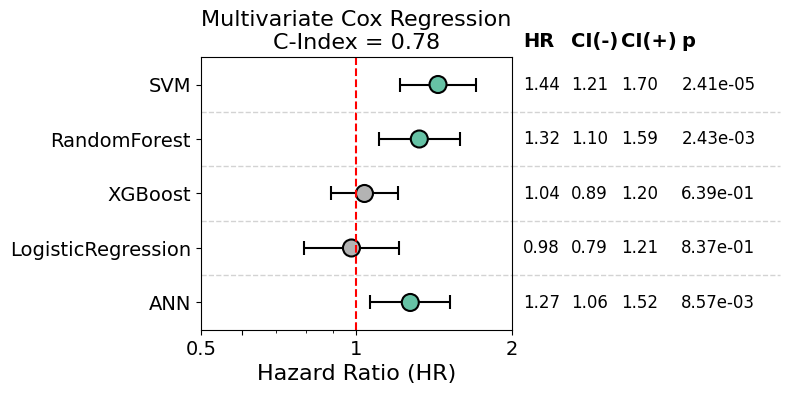 Multivariate Cox Regression
C-Index = 0.78
HR CI(-) CI(+) p
SVM 1.44 1.21 1.70 2.41e-05
RandomForest 1.32 1.10 1.59 2.43e-03
XGBoost 1.04 0.89 1.20 6.39e-01
LogisticRegression 0.98 0.79 1.21 8.37e-01
ANN 1.27 1.06 1.52 8.57e-03
0.5 1 2
Hazard Ratio (HR)